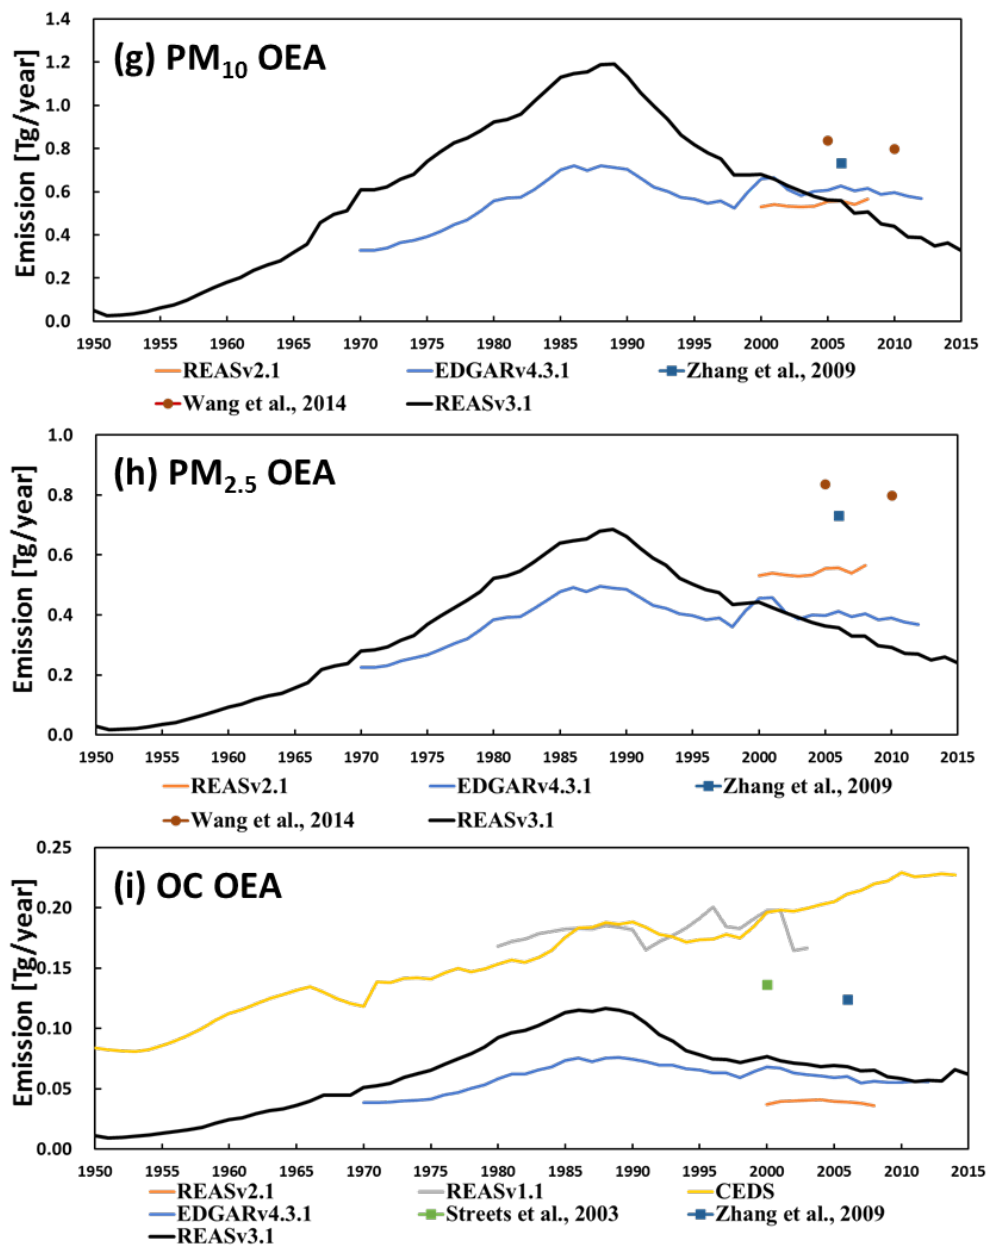 (g) PM10 OEA
Emission [Tg/year]
1.4
1.2
1.0
0.8
0.6
0.4
0.2
0.0
1950 1955 1960 1965 1970 1975 1980 1985 1990 1995 2000 2005 2010 2015
REASv2.1 EDGARv4.3.1 Zhang et al., 2009
Wang et al., 2014 REASv3.1
(h) PM2.5 OEA
Emission [Tg/year]
1.0
0.8
0.6
0.4
0.2
0.0
1950 1955 1960 1965 1970 1975 1980 1985 1990 1995 2000 2005 2010 2015
REASv2.1 EDGARv4.3.1 Zhang et al., 2009
Wang et al., 2014 REASv3.1
(i) OC OEA
Emission [Tg/year]
0.25
0.20
0.15
0.10
0.05
0.00
1950 1955 1960 1965 1970 1975 1980 1985 1990 1995 2000 2005 2010 2015
REASv2.1 REASv1.1 CEDS
EDGARv4.3.1 Streets et al., 2003 Zhang et al., 2009
REASv3.1